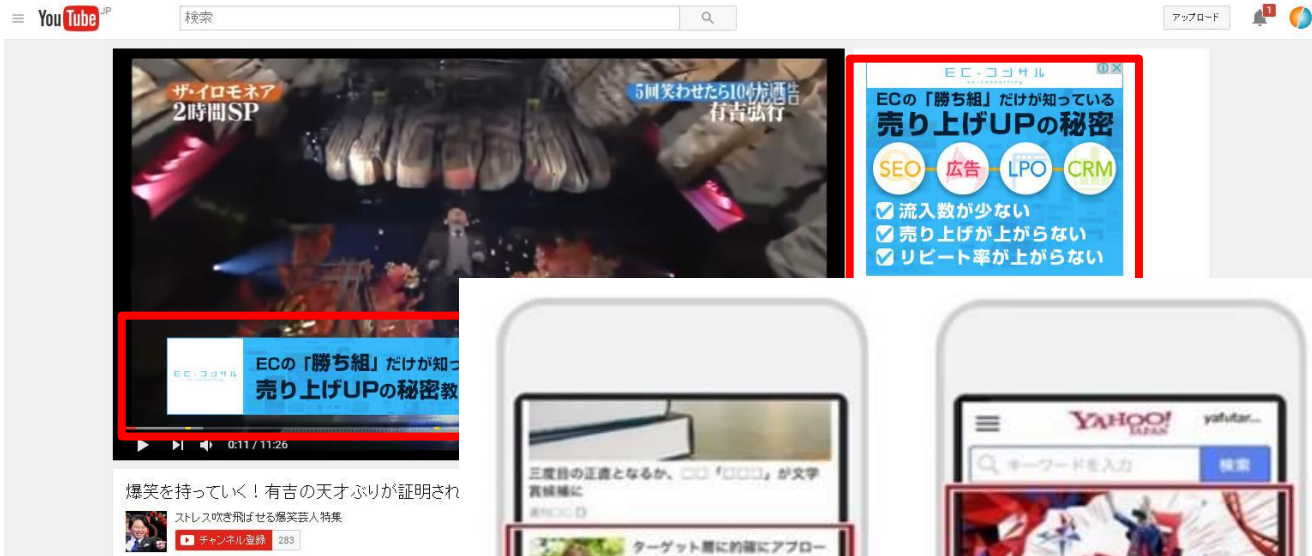 You Tube JP
検索
アップロード
1
ザ・イロモネア
2時間SP
5回笑わせたら10
有吉弘行
EC-コンサル
ECの「勝ち組」だけが知っている
売り上げUPの秘密
SEO
広告
LPO
CRM
流入数が少ない
売り上げが上がらない
リピート率が上がらない
EC-コンサル
ECの「勝ち組」だけが知っ
売り上げUPの秘密教
0:11 / 11:26
爆笑を持っていく！有吉の天才ぶりが証明され
ストレス吹き飛ばせる爆笑芸人特集
チャンネル登録 283
三度目の正直となるか、□□「□□□」が文学
賞候補に
ターゲット層に的確にアプロー
YAHOO!
JAPAN
yafutar...
キーワードを入力
検索